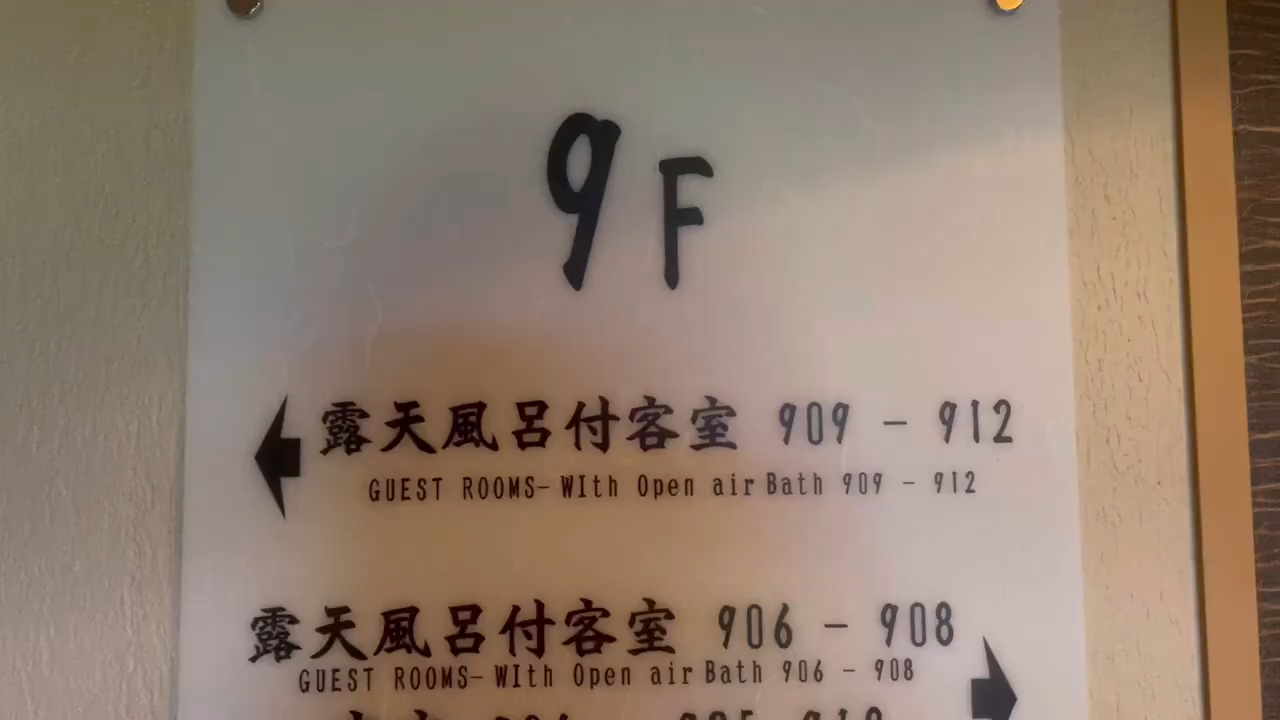 9F
露天風呂付客室 909 － 912
GUEST ROOMS-WIth Open air Bath 909 － 912
露天風呂付客室 906 － 908
GUEST ROOMS-WIth Open air Bath 906 － 908